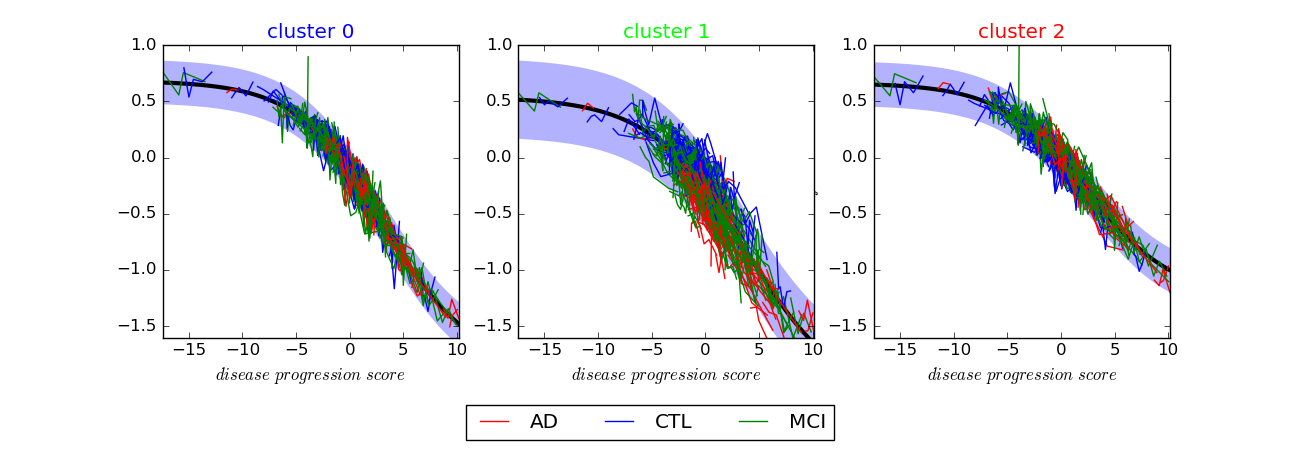 cluster 0 cluster 1 cluster 2
1.0 1.0 1.0
0.5 0.5 0.5
0.0 0.0 0.0
−0.5 −0.5 −0.5
−1.0 −1.0 −1.0
−1.5 −1.5 −1.5
−15 −10 −5 0 5 10 −15 −10 −5 0 5 10 −15 −10 −5 0 5 10
disease progression score disease progression score disease progression score
AD CTL MCI